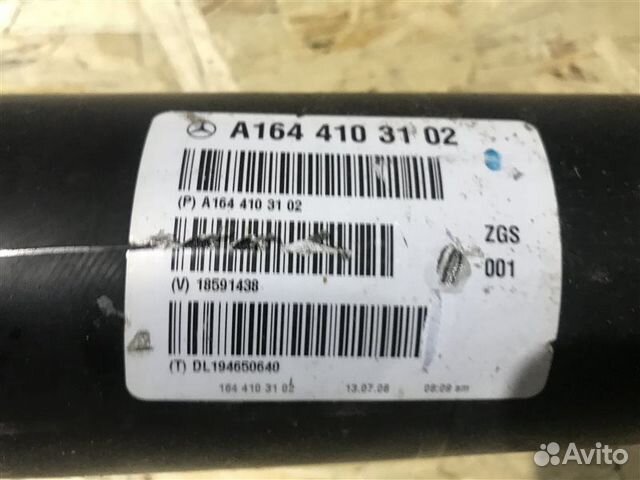 A164 410 31 02
(P) A164 410 31 02
ZGS
001
(V) 18591438
(T) DL194650640
164 410 31 02 13.07.06 08:09 am
Avito